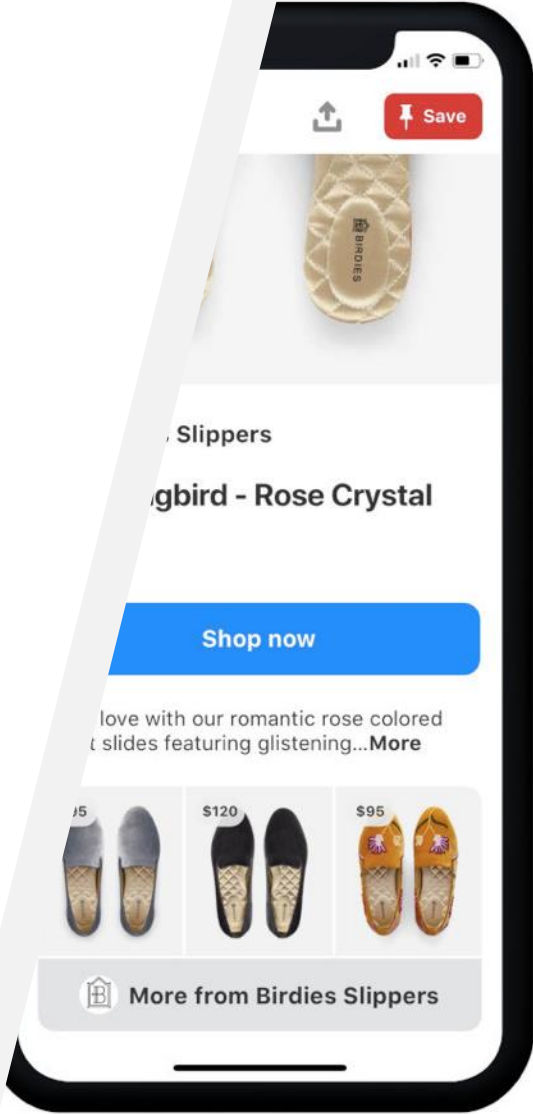 Save
BIRDIES
Slippers
gbird - Rose Crystal
Shop now
love with our romantic rose colored
t slides featuring glistening...More
95 $120 $95
More from Birdies Slippers